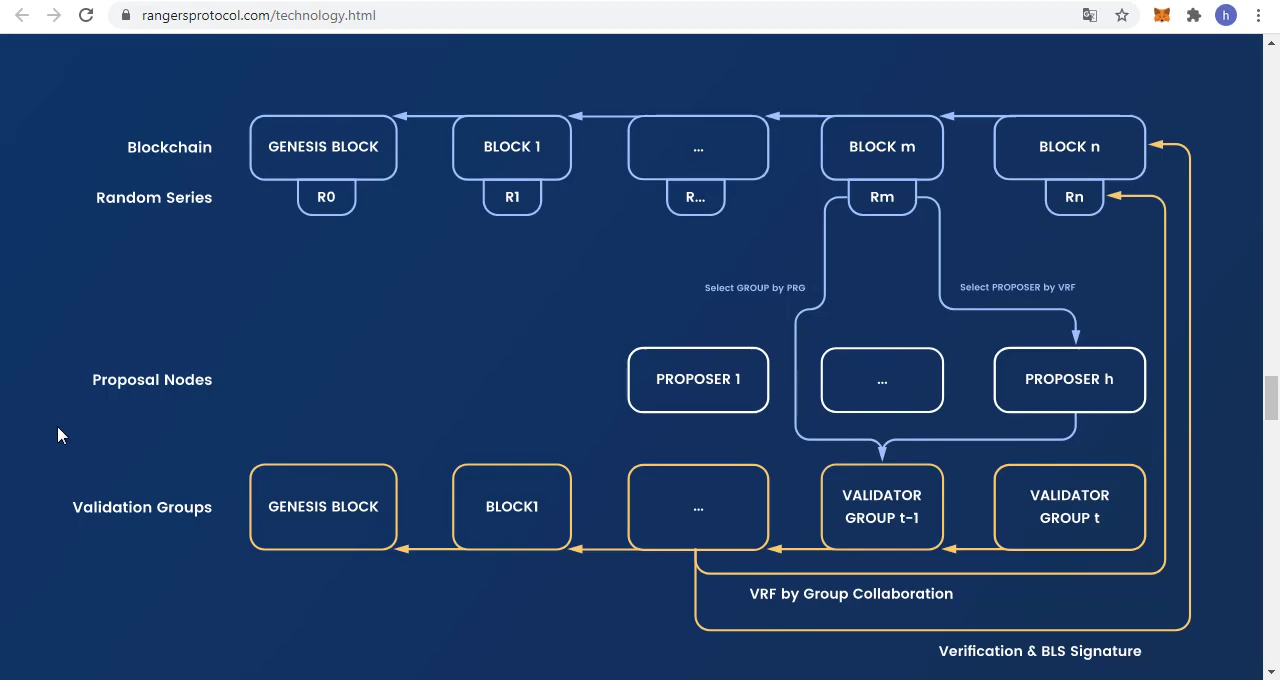 rangersprotocol.com/technology.html
h
Blockchain
GENESIS BLOCK
BLOCK 1
...
BLOCK m
BLOCK n
Random Series
R0
R1
R...
Rm
Rn
Select GROUP by PRG
Select PROPOSER by VRF
Proposal Nodes
PROPOSER 1
...
PROPOSER h
Validation Groups
GENESIS BLOCK
BLOCK1
...
VALIDATOR
GROUP t-1
VALIDATOR
GROUP t
VRF by Group Collaboration
Verification & BLS Signature